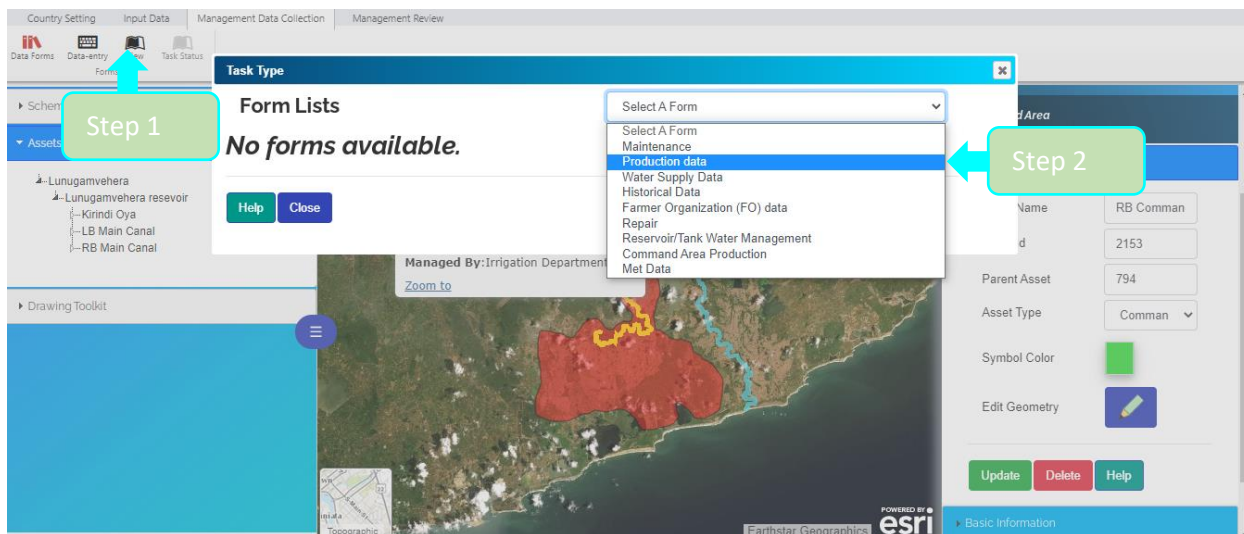 Country Setting Input Data Management Data Collection Management Review
Data Forms Data-entry Task Status
Task Type
Form Lists Select A Form
No forms available.
Select A Form
Maintenance
Production data
Water Supply Data
Historical Data
Farmer Organization (FO) data
Repair
Reservoir/Tank Water Management
Command Area Production
Met Data
Help Close
Step 1
Step 2
Assets
Lunugamvehera
Lunugamvehera resevoir
Kirindi Oya
LB Main Canal
RB Main Canal
Drawing Toolkit
Managed By:Irrigation Department
Zoom to
Area
Name RB Comman
2153
Parent Asset 794
Asset Type Comman
Symbol Color
Edit Geometry
Update Delete Help
Basic Information
Topographic
Earthstar Geographics
POWERED BY
esri